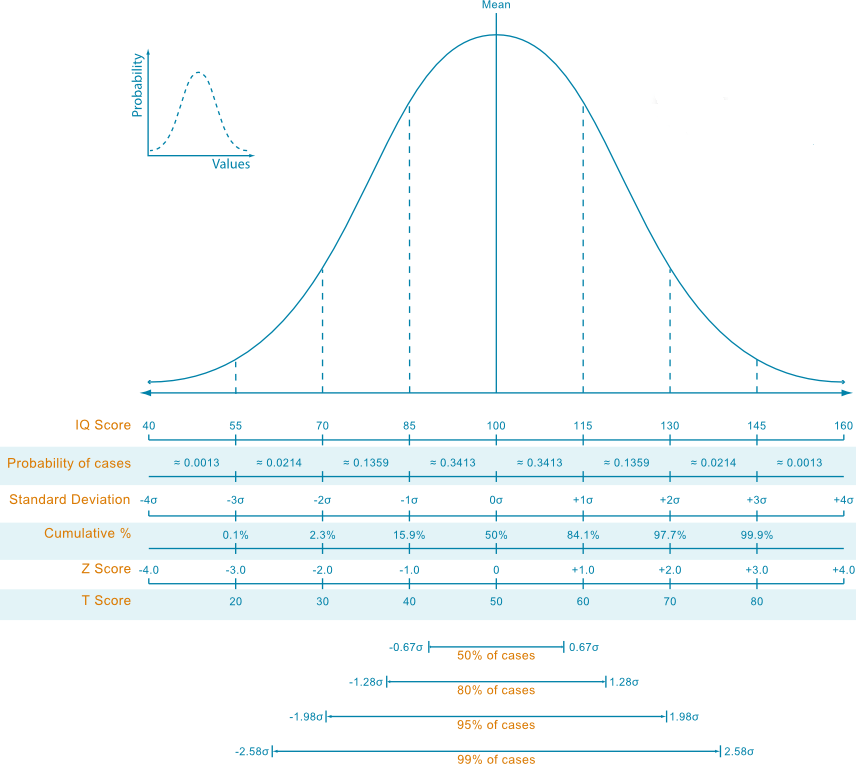 Mean
Probability
Values
IQ Score 40 55 70 85 100 115 130 145 160
Probability of cases ≈ 0.0013 ≈ 0.0214 ≈ 0.1359 ≈ 0.3413 ≈ 0.3413 ≈ 0.1359 ≈ 0.0214 ≈ 0.0013
Standard Deviation -4σ -3σ -2σ -1σ 0σ +1σ +2σ +3σ +4σ
Cumulative % 0.1% 2.3% 15.9% 50% 84.1% 97.7% 99.9%
Z Score -4.0 -3.0 -2.0 -1.0 0 +1.0 +2.0 +3.0 +4.0
T Score 20 30 40 50 60 70 80
-0.67σ 0.67σ
50% of cases
-1.28σ 1.28σ
80% of cases
-1.98σ 1.98σ
95% of cases
-2.58σ 2.58σ
99% of cases